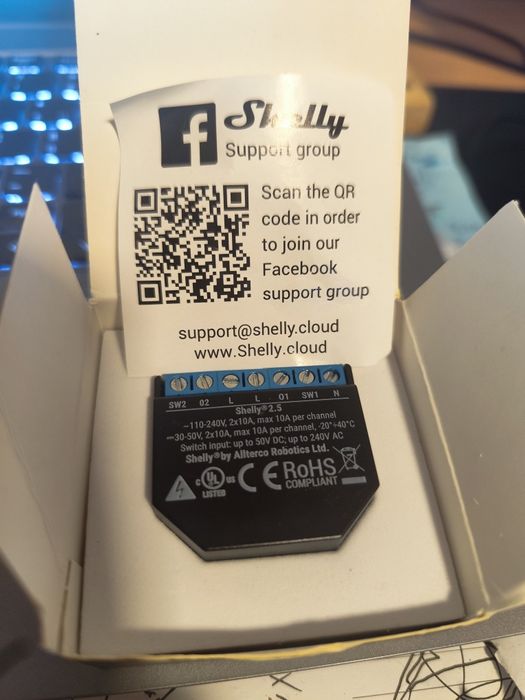 f Shelly
Support group
Scan the QR
code in order
to join our
Facebook
support group
support@shelly.cloud
www.Shelly.cloud
SW2 O2 L L O1 SW1 N
Shelly®2.5
~110-240V, 2x10A, max 10A per channel
⎓30-50V, 2x10A, max 10A per channel, -20°+40°C
Switch input: up to 50V DC; up to 240V AC
Shelly® by Allterco Robotics Ltd.
C UL US LISTED CE RoHS
COMPLIANT